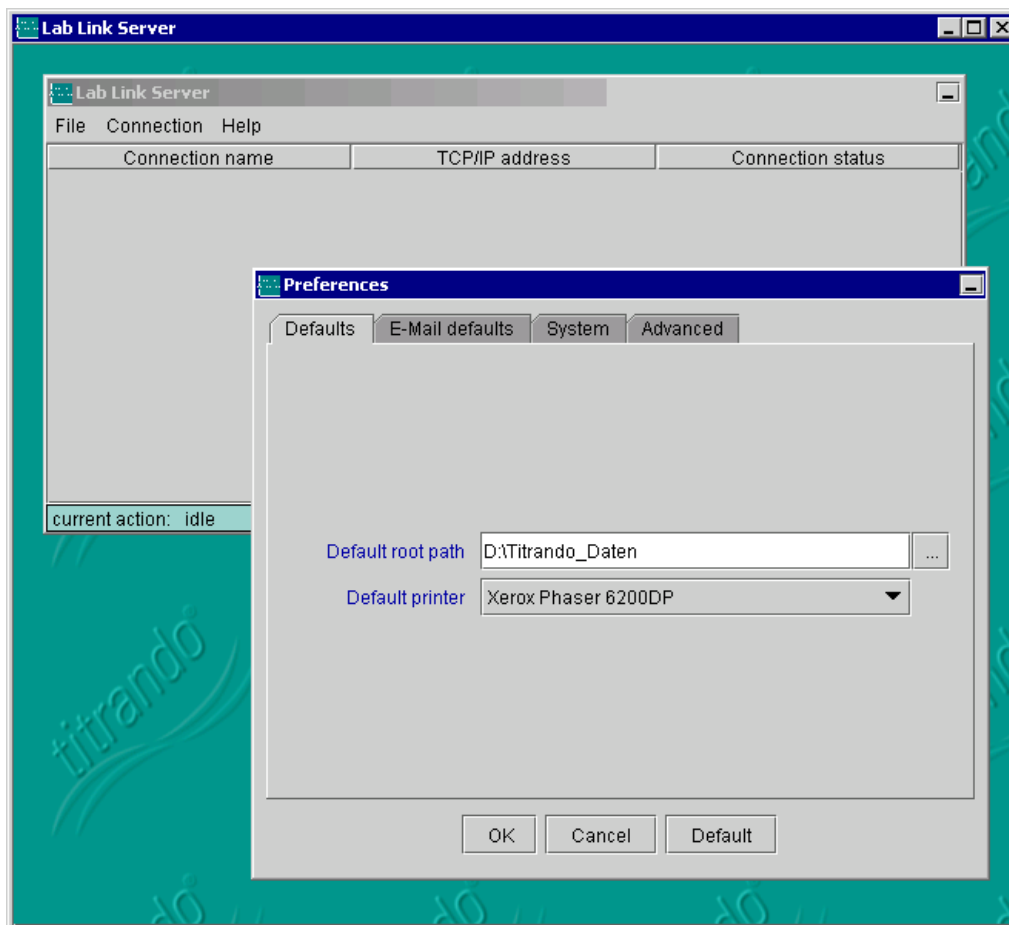 Lab Link Server
Lab Link Server
File Connection Help
Connection name TCP/IP address Connection status
Preferences
Defaults E-Mail defaults System Advanced
current action: idle
Default root path D:\Titrando_Daten ...
Default printer Xerox Phaser 6200DP
titrando
OK Cancel Default